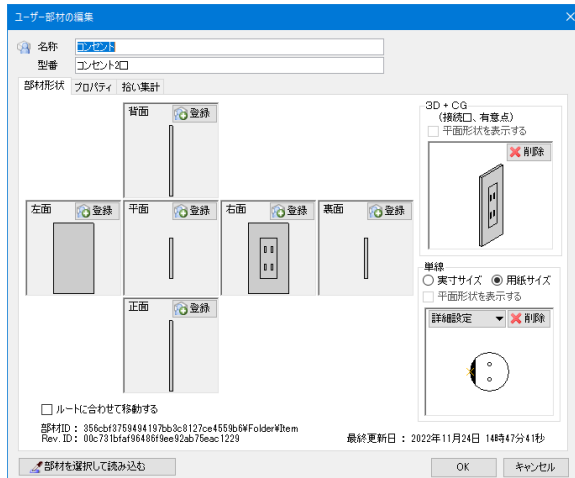 ユーザー部材の編集
名称 コンセント
型番 コンセント2口
部材形状 プロパティ 拾い集計
背面 登録
左面 登録 平面 登録 右面 登録 裏面 登録
正面 登録
3D + CG
(接続口、有意点)
平面形状を表示する
削除
単線
実寸サイズ 用紙サイズ
平面形状を表示する
詳細設定 削除
ルートに合わせて移動する
部材ID : 356cbf3759494197bb3c8127ce4559b6¥Folder¥Item
Rev. ID : 00c731bfaf96486f9ee92ab75eac1229
最終更新日 : 2022年11月24日 14時47分41秒
部材を選択して読み込む
OK キャンセル